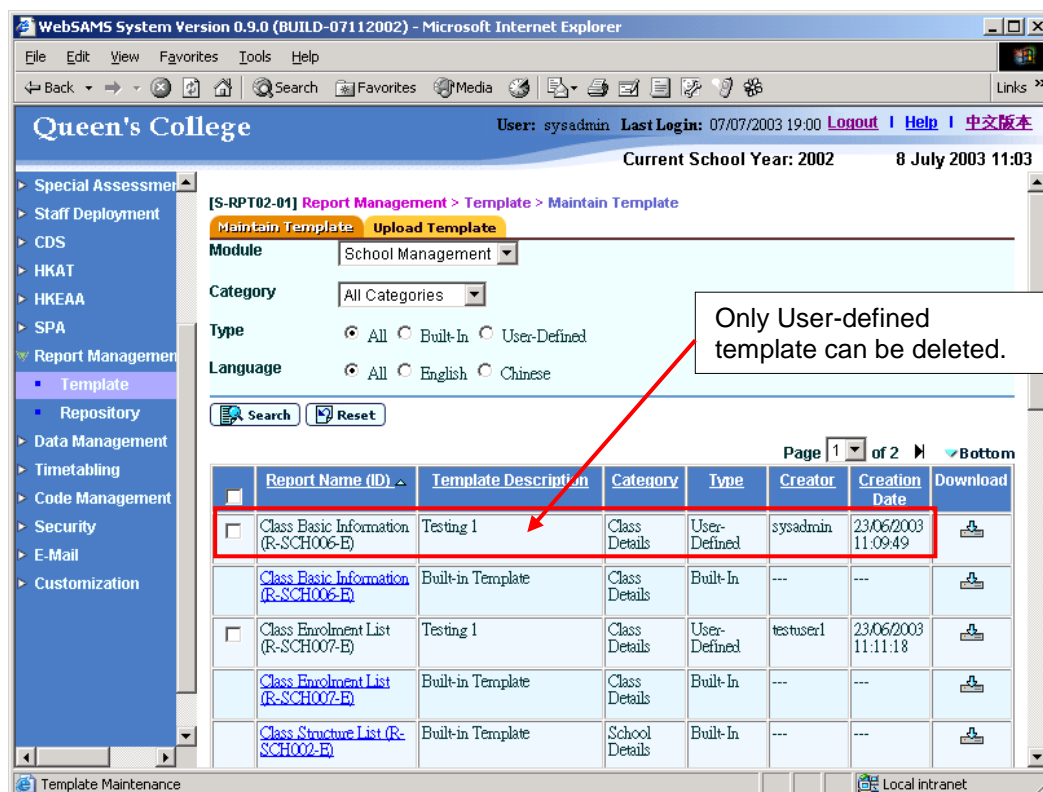 WebSAMS System Version 0.9.0 (BUILD-07112002) - Microsoft Internet Explorer
File Edit View Favorites Tools Help
Back Search Favorites Media Links »
Queen's College
User: sysadmin Last Login: 07/07/2003 19:00 Logout | Help | 中文版本
Current School Year: 2002 8 July 2003 11:03
Special Assessmen
Staff Deployment
CDS
HKAT
HKEAA
SPA
Report Managemen
Template
Repository
Data Management
Timetabling
Code Management
Security
E-Mail
Customization
[S-RPT02-01] Report Management > Template > Maintain Template
Maintain Template Upload Template
Module School Management
Category All Categories
Type All Built-In User-Defined
Language All English Chinese
Search Reset
Only User-defined
template can be deleted.
Page 1 of 2 Bottom
Report Name (ID) Template Description Category Type Creator Creation Date Download
Class Basic Information (R-SCH006-E) Testing 1 Class Details User-Defined sysadmin 23/06/2003 11:09:49
Class Basic Information (R-SCH006-E) Built-in Template Class Details Built-In --- ---
Class Enrolment List (R-SCH007-E) Testing 1 Class Details User-Defined testuser1 23/06/2003 11:11:18
Class Enrolment List (R-SCH007-E) Built-in Template Class Details Built-In --- ---
Class Structure List (R-SCH002-E) Built-in Template School Details Built-In --- ---
Template Maintenance Local intranet